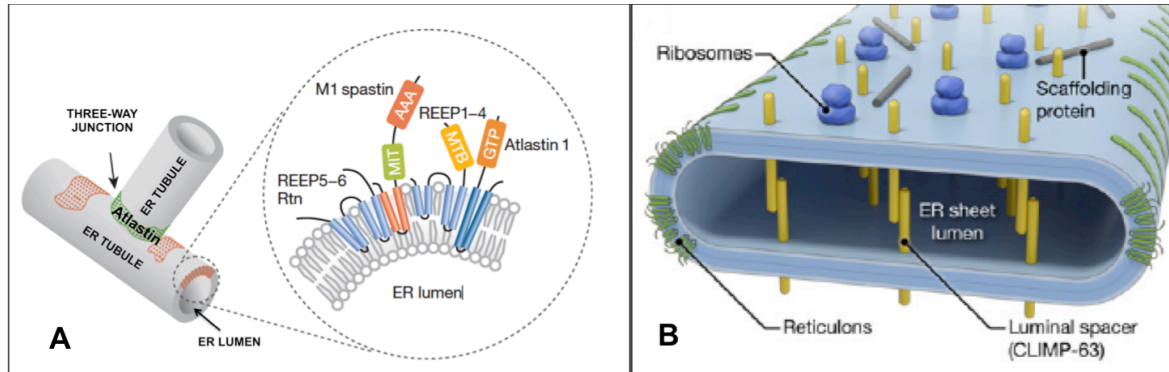 THREE-WAY
JUNCTION
ER TUBULE
Atlastin
ER TUBULE
ER LUMEN
A
M1 spastin
AAA
REEP1–4
MIT
MTB
GTP
Atlastin 1
REEP5–6
Rtn
ER lumen
B
Ribosomes
Scaffolding
protein
ER sheet
lumen
Reticulons
Luminal spacer
(CLIMP-63)